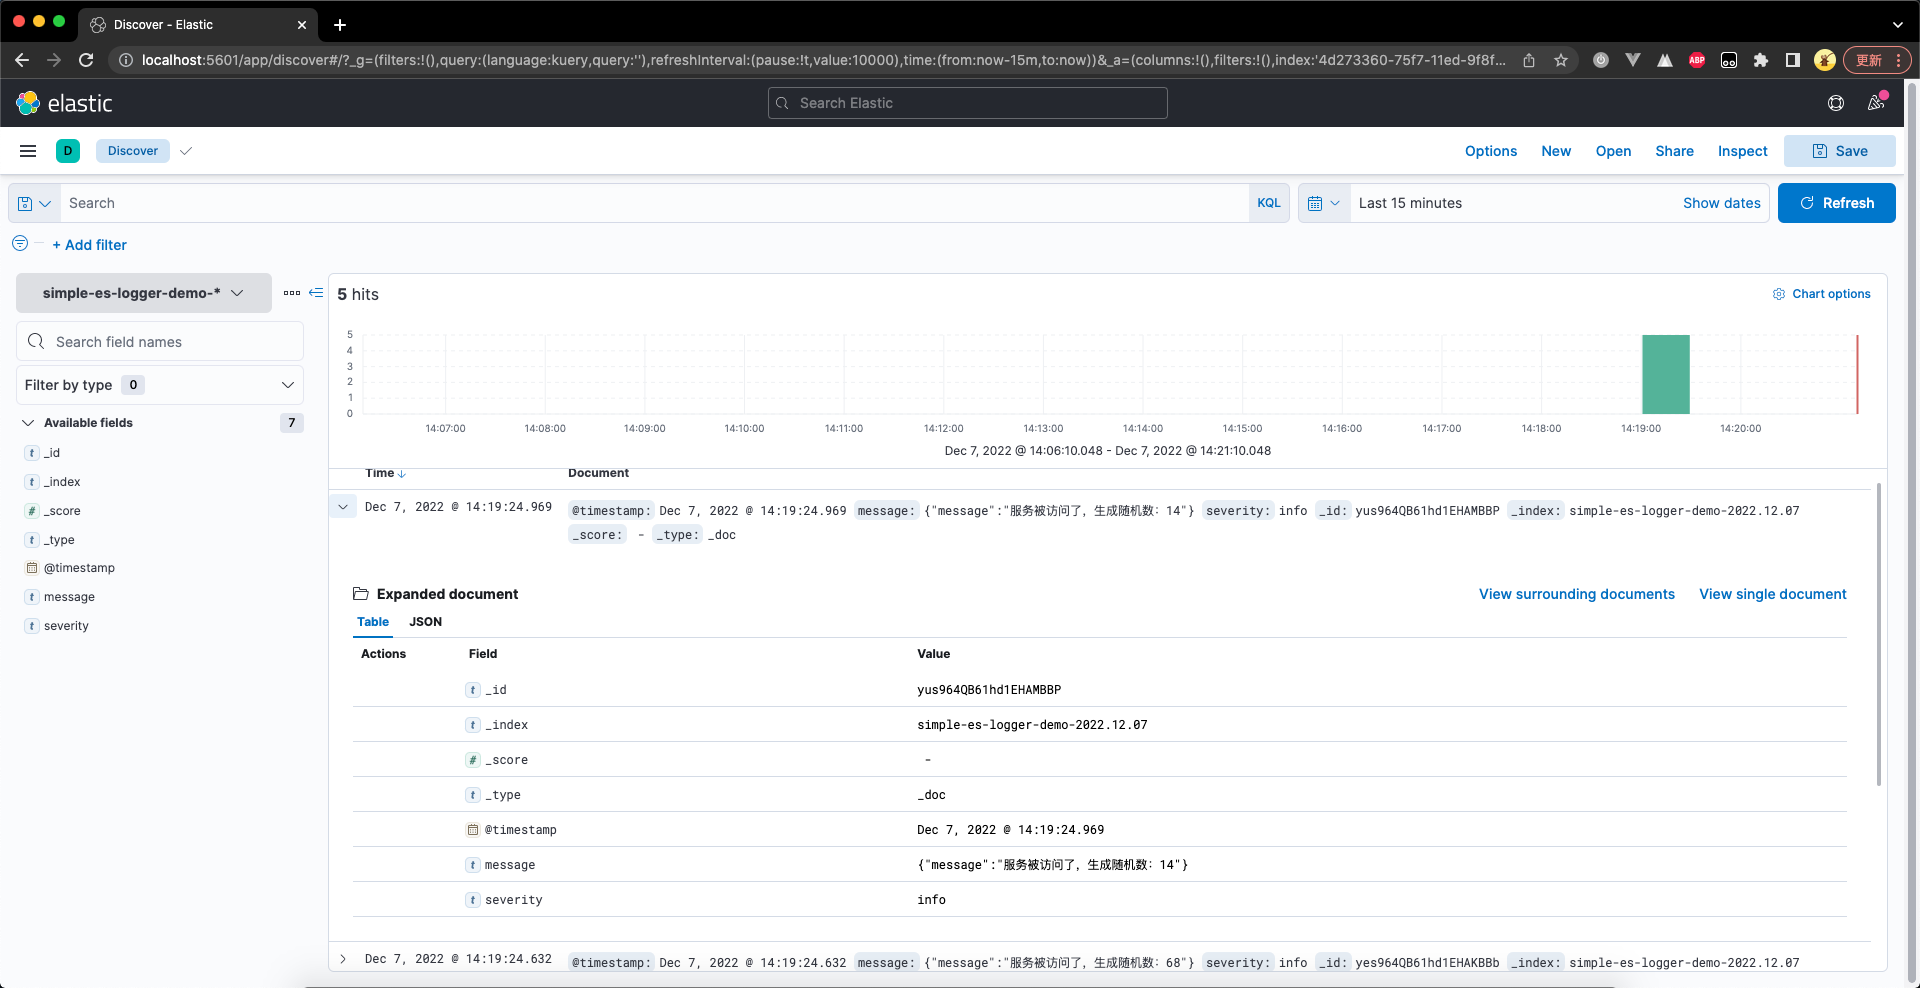 Discover - Elastic
localhost:5601/app/discover#/?_g=(filters:!(),query:(language:kuery,query:''),refreshInterval:(pause:!t,value:10000),time:(from:now-15m,to:now))&_a=(columns:!(),filters:!(),index:'4d273360-75f7-11ed-9f8f...
ABP
更新
elastic
Search Elastic
D
Discover
Options
New
Open
Share
Inspect
Save
Search
KQL
Last 15 minutes
Show dates
Refresh
+ Add filter
simple-es-logger-demo-*
Search field names
Filter by type 0
Available fields 7
t _id
t _index
# _score
t _type
@timestamp
t message
t severity
5 hits
Chart options
5
4
3
2
1
0
14:07:00 14:08:00 14:09:00 14:10:00 14:11:00 14:12:00 14:13:00 14:14:00 14:15:00 14:16:00 14:17:00 14:18:00 14:19:00 14:20:00
Dec 7, 2022 @ 14:06:10.048 - Dec 7, 2022 @ 14:21:10.048
Time Document
Dec 7, 2022 @ 14:19:24.969 @timestamp: Dec 7, 2022 @ 14:19:24.969 message: {"message":"服务被访问了，生成随机数：14"} severity: info _id: yus964QB61hd1EHAMBBP _index: simple-es-logger-demo-2022.12.07
_score: - _type: _doc
Expanded document
View surrounding documents
View single document
Table JSON
Actions Field Value
t _id yus964QB61hd1EHAMBBP
t _index simple-es-logger-demo-2022.12.07
# _score -
t _type _doc
@timestamp Dec 7, 2022 @ 14:19:24.969
t message {"message":"服务被访问了，生成随机数：14"}
t severity info
Dec 7, 2022 @ 14:19:24.632 @timestamp: Dec 7, 2022 @ 14:19:24.632 message: {"message":"服务被访问了，生成随机数：68"} severity: info _id: yes964QB61hd1EHAKBBb _index: simple-es-logger-demo-2022.12.07